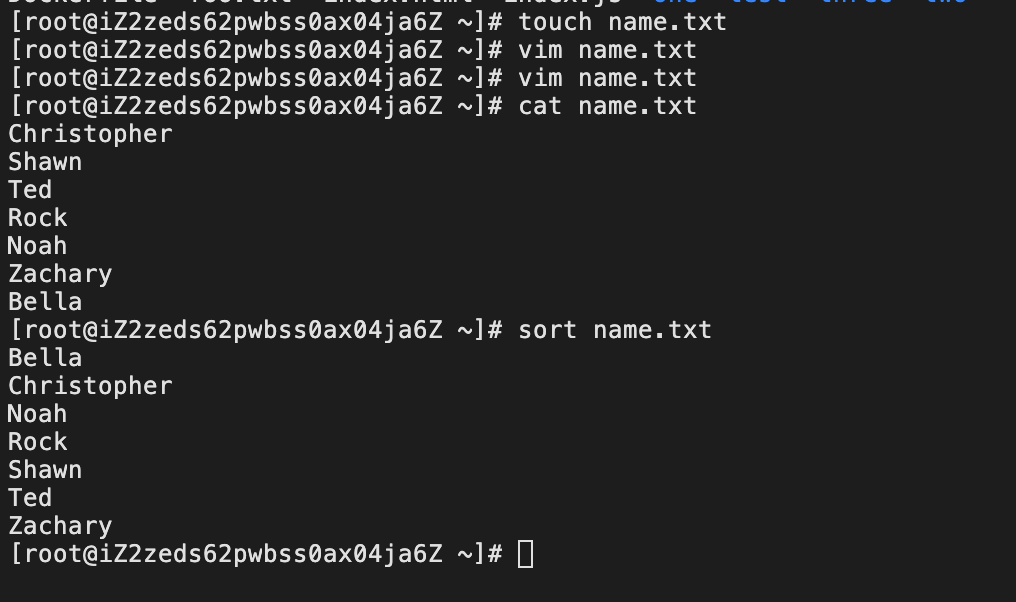 [root@iZ2zeds62pwbss0ax04ja6Z ~]# touch name.txt
[root@iZ2zeds62pwbss0ax04ja6Z ~]# vim name.txt
[root@iZ2zeds62pwbss0ax04ja6Z ~]# vim name.txt
[root@iZ2zeds62pwbss0ax04ja6Z ~]# cat name.txt
Christopher
Shawn
Ted
Rock
Noah
Zachary
Bella
[root@iZ2zeds62pwbss0ax04ja6Z ~]# sort name.txt
Bella
Christopher
Noah
Rock
Shawn
Ted
Zachary
[root@iZ2zeds62pwbss0ax04ja6Z ~]#